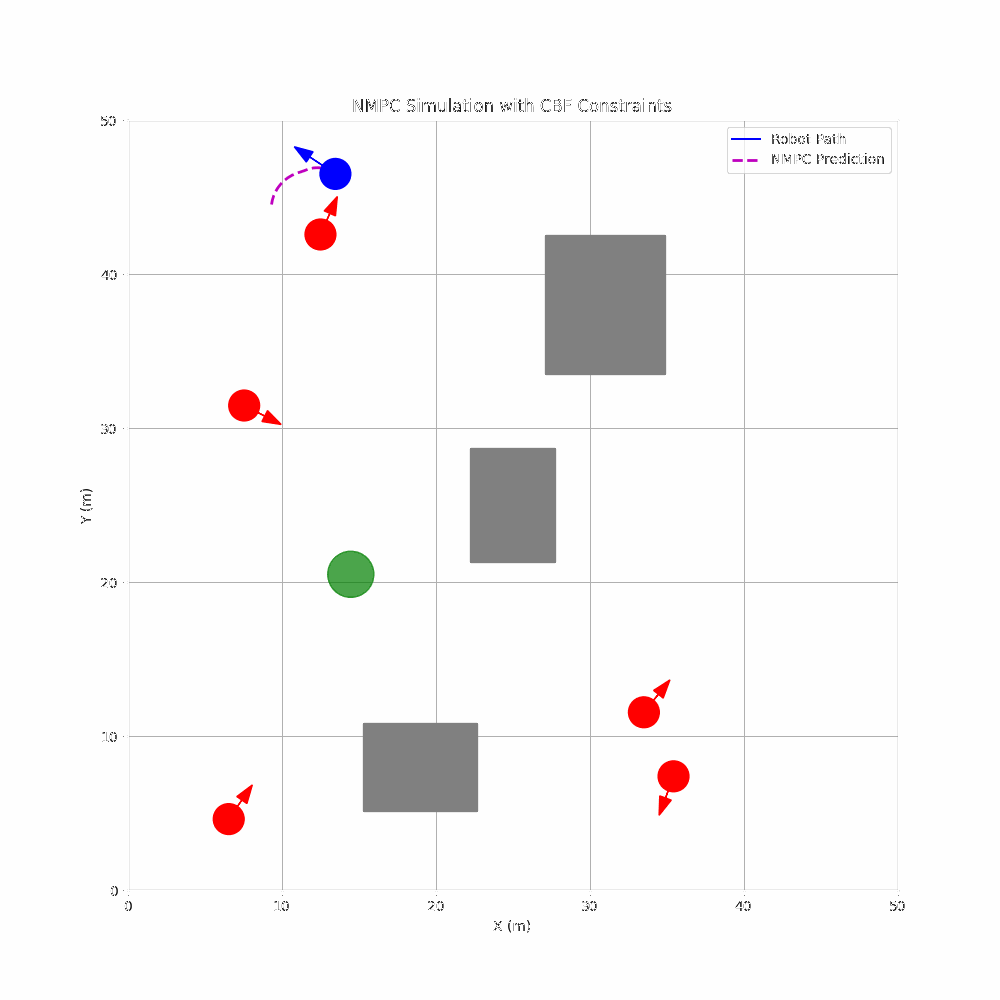 NMPC Simulation with CBF Constraints
Robot Path
NMPC Prediction
50
40
30
20
10
0
Y (m)
0 10 20 30 40 50
X (m)